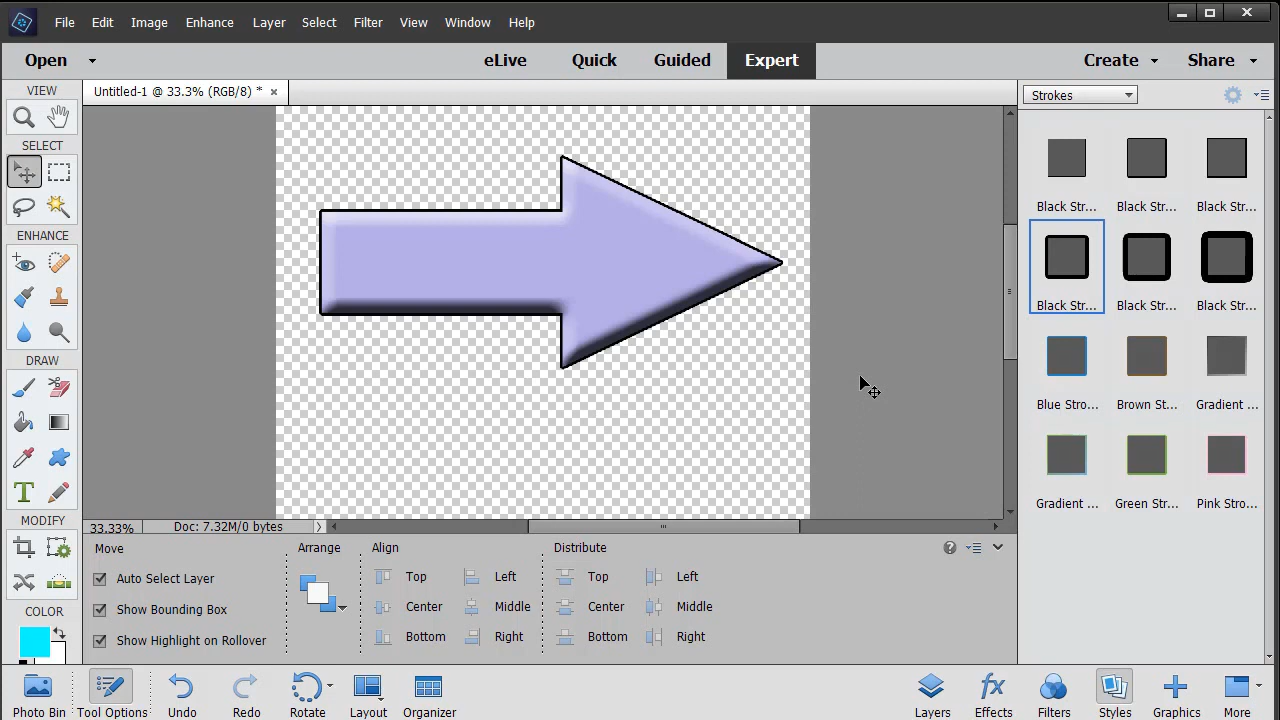 File Edit Image Enhance Layer Select Filter View Window Help
Open eLive Quick Guided Expert Create Share
VIEW
Untitled-1 @ 33.3% (RGB/8) * ×
Strokes
SELECT
Black Str... Black Str... Black Str...
ENHANCE
Black Str... Black Str... Black Str...
DRAW
Blue Stro... Brown St... Gradient ...
T
Gradient ... Green Str... Pink Stro...
MODIFY
33.33% Doc: 7.32M/0 bytes
Move Arrange Align Distribute
Auto Select Layer Top Left Top Left
Show Bounding Box Center Middle Center Middle
COLOR
Show Highlight on Rollover Bottom Right Bottom Right
Photo Bin Tool Options Undo Redo Rotate Layout Organizer Layers Effects Filters Styles Graphics More